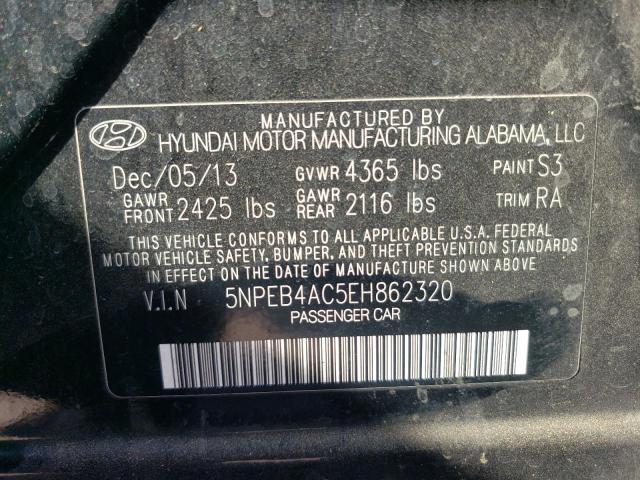 MANUFACTURED BY
HYUNDAI MOTOR MANUFACTURING ALABAMA, LLC
Dec/05/13 GVWR 4365 lbs PAINT S3
GAWR FRONT 2425 lbs GAWR REAR 2116 lbs TRIM RA
THIS VEHICLE CONFORMS TO ALL APPLICABLE U.S.A. FEDERAL
MOTOR VEHICLE SAFETY, BUMPER, AND THEFT PREVENTION STANDARDS
IN EFFECT ON THE DATE OF MANUFACTURE SHOWN ABOVE.
V.I.N 5NPEB4AC5EH862320
PASSENGER CAR